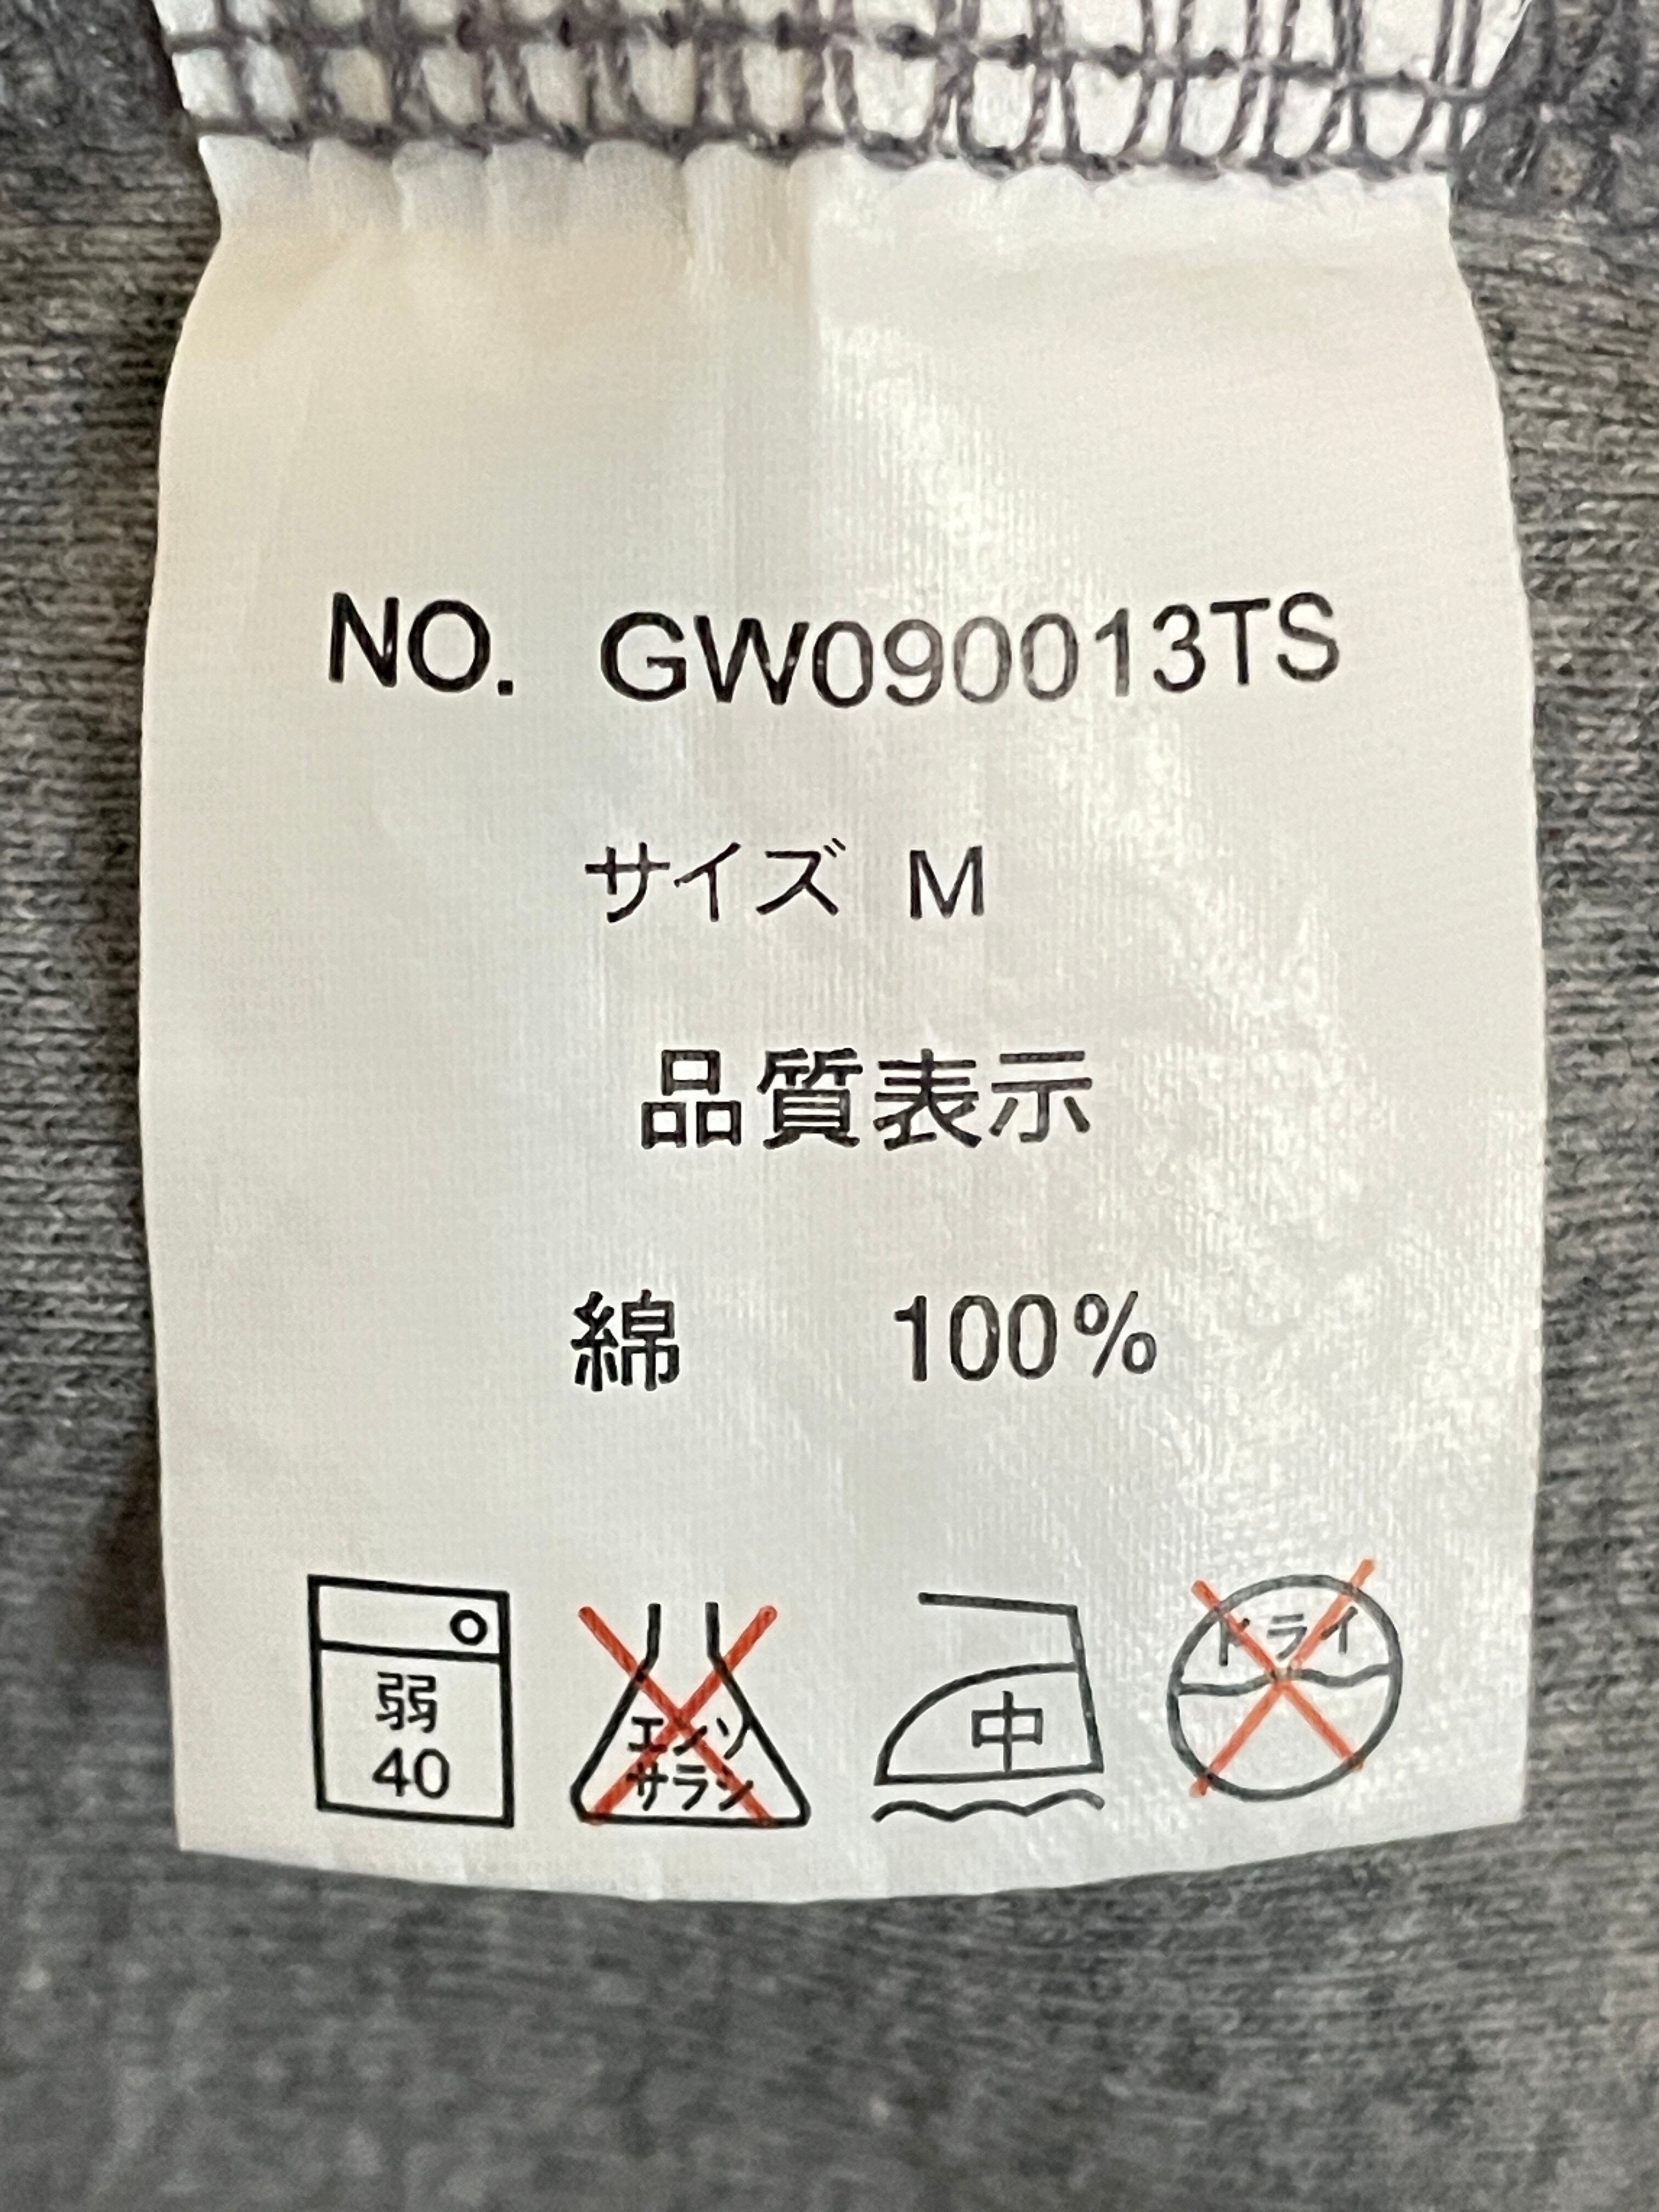 NO. GW090013TS
サイズ M
品質表示
綿 100%
弱
40
エンソ
サラシ
中
ドライ